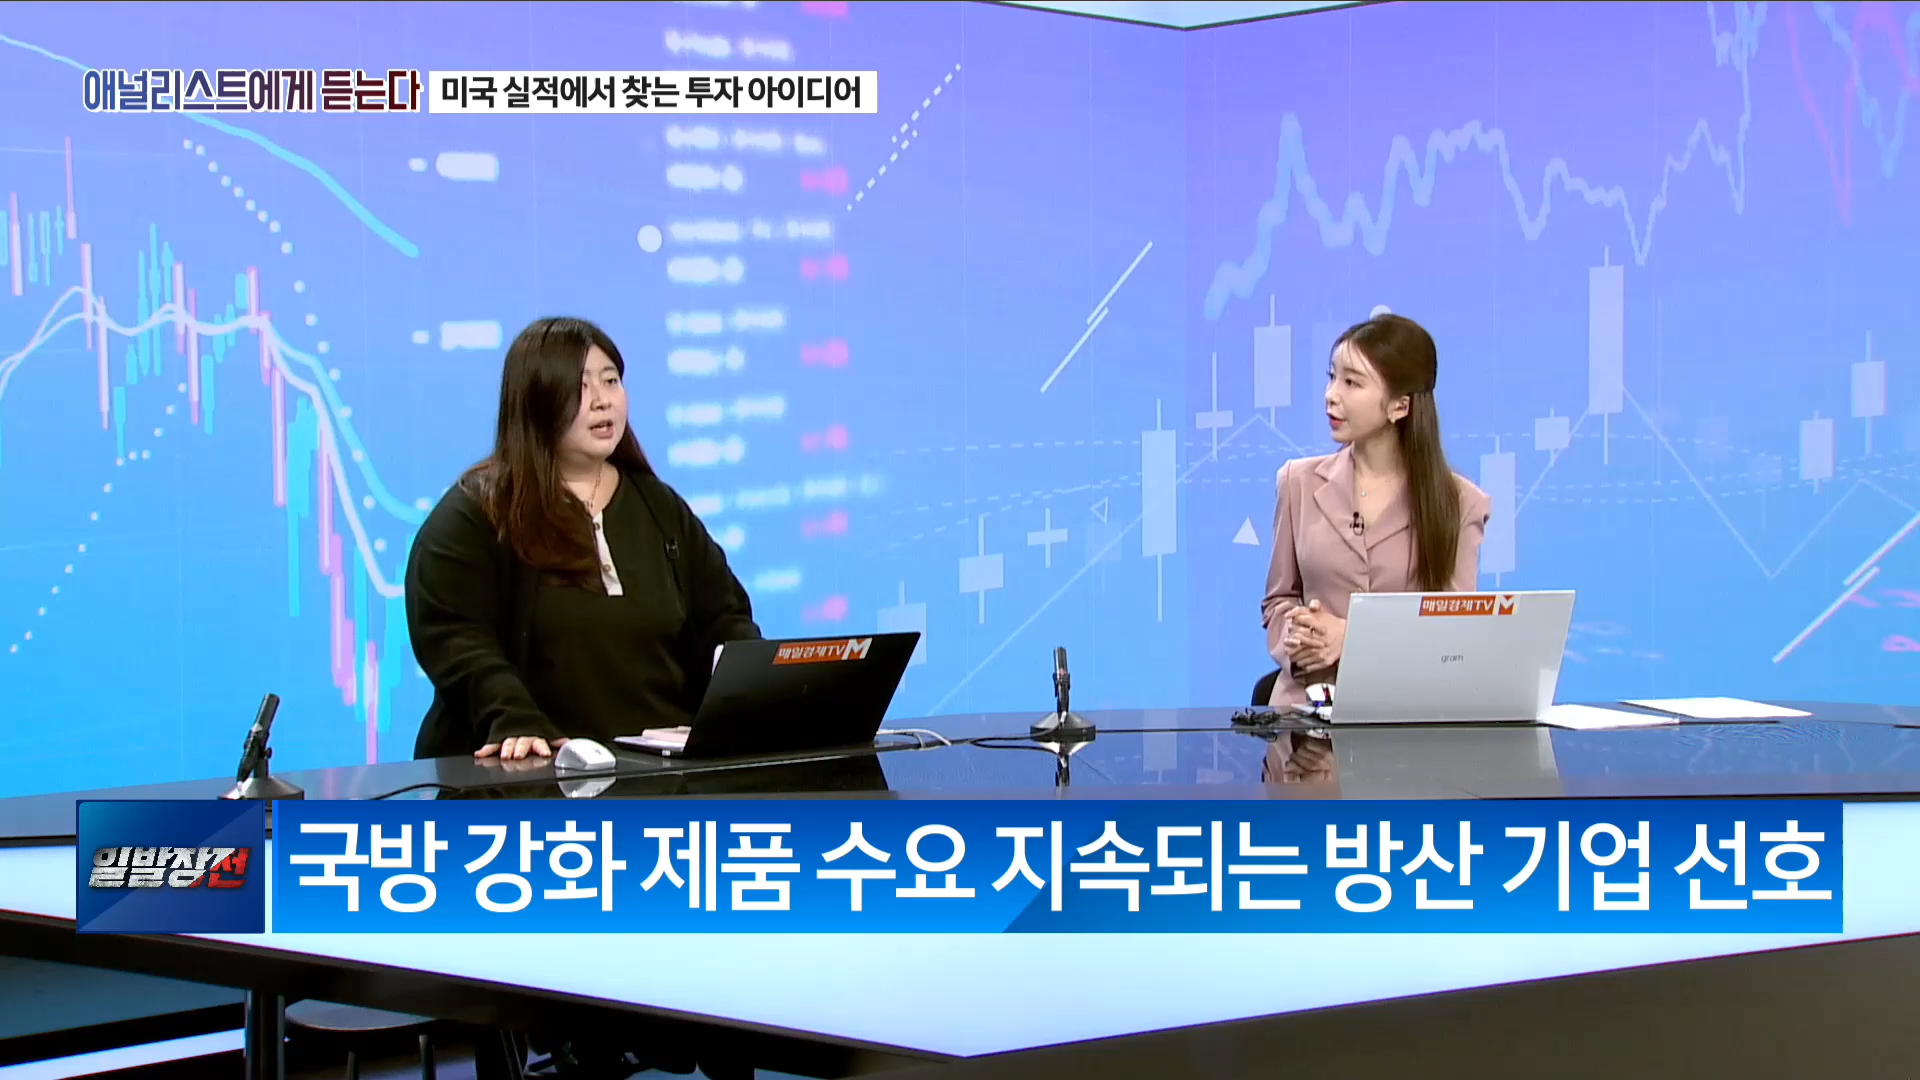 애널리스트에게 듣는다 미국 실적에서 찾는 투자 아이디어
매일경제TV M
gram
매일경제TV M
일발장전 국방 강화 제품 수요 지속되는 방산 기업 선호